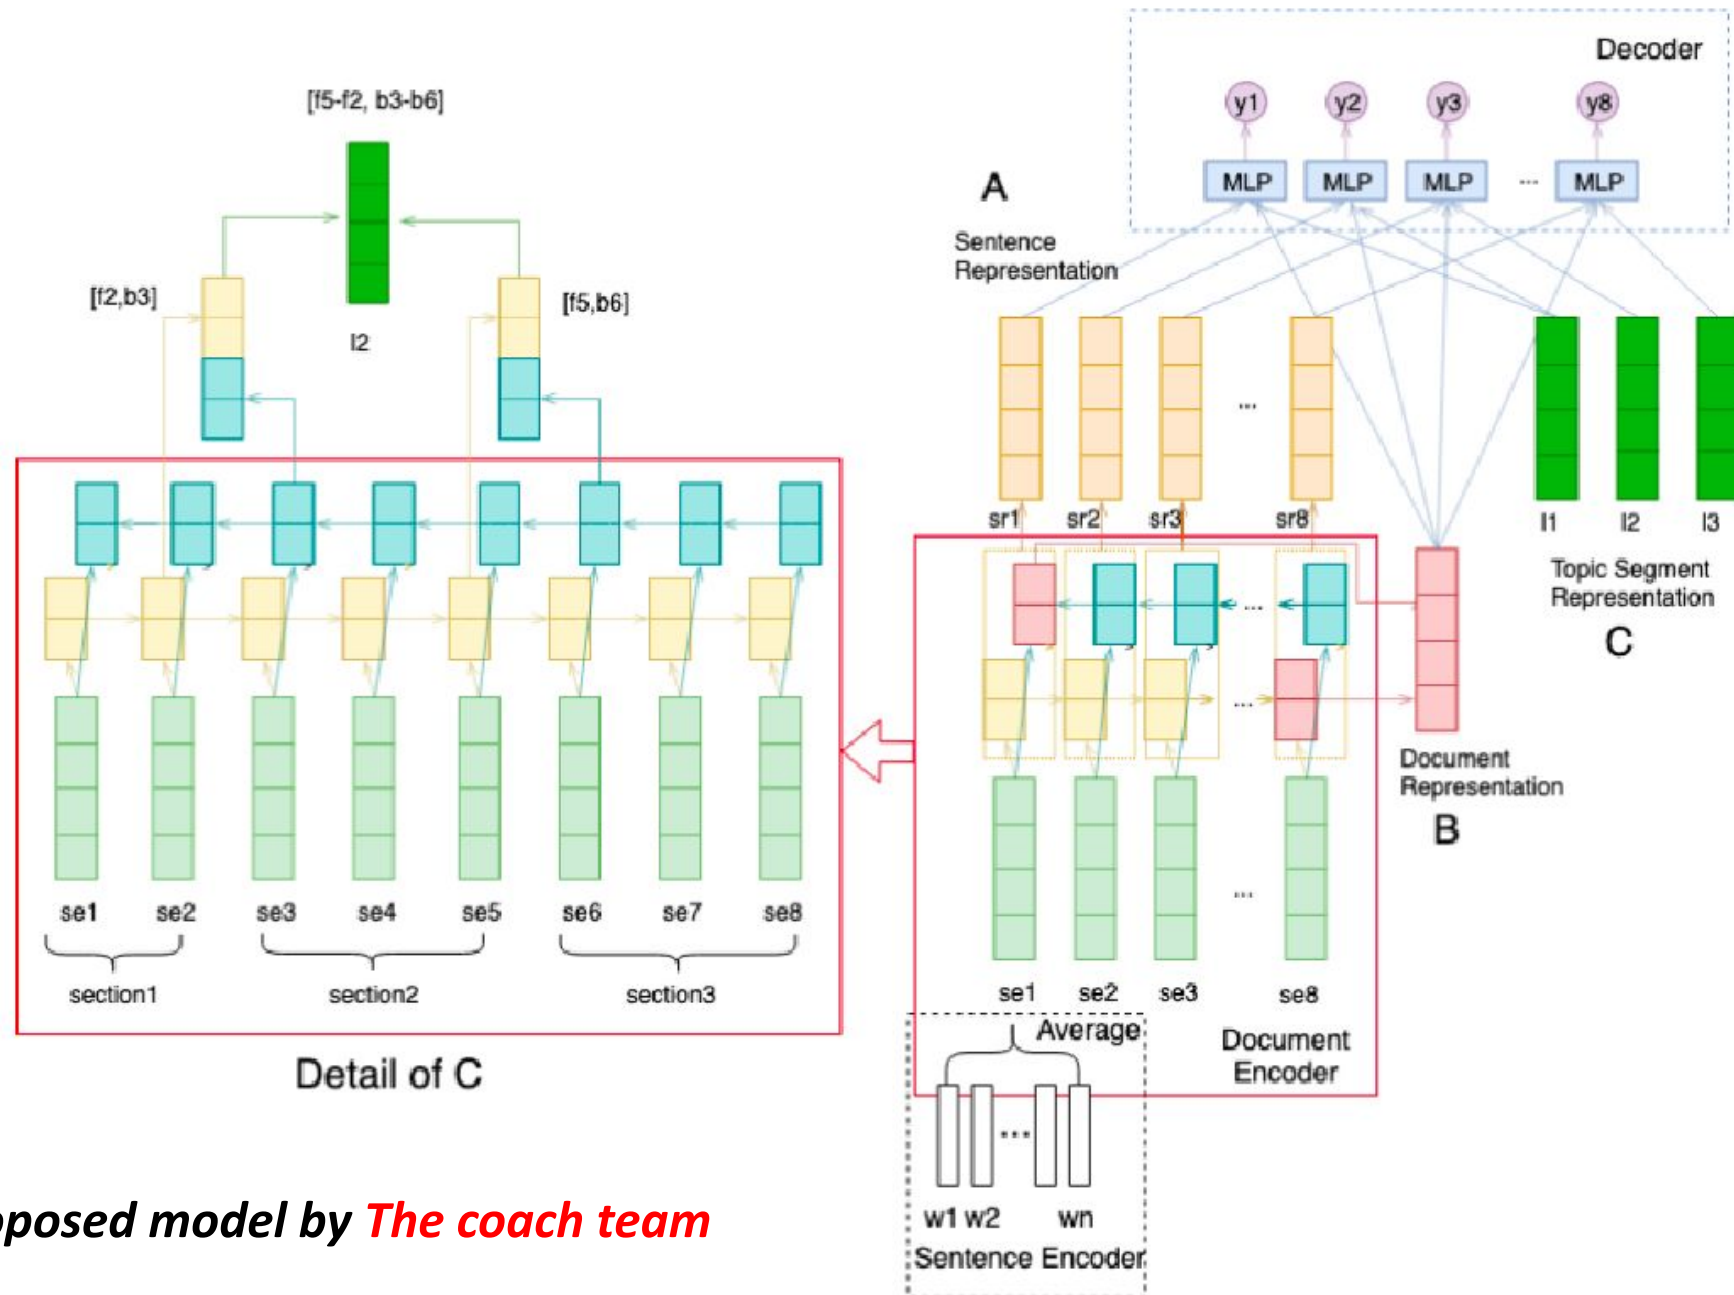 Decoder
[f5-f2, b3-b6]
y1 y2 y3 y8
MLP MLP MLP ... MLP
A
Sentence
Representation
[f2,b3]
[f5,b6]
l2
...
sr1 sr2 sr3 sr8
l1 l2 l3
Topic Segment
Representation
C
...
...
Document
Representation
B
...
se1 se2 se3 se4 se5 se6 se7 se8
section1 section2 section3
se1 se2 se3 se8
Average
Document
Encoder
Detail of C
...
w1 w2 wn
Sentence Encoder
posed model by The coach team